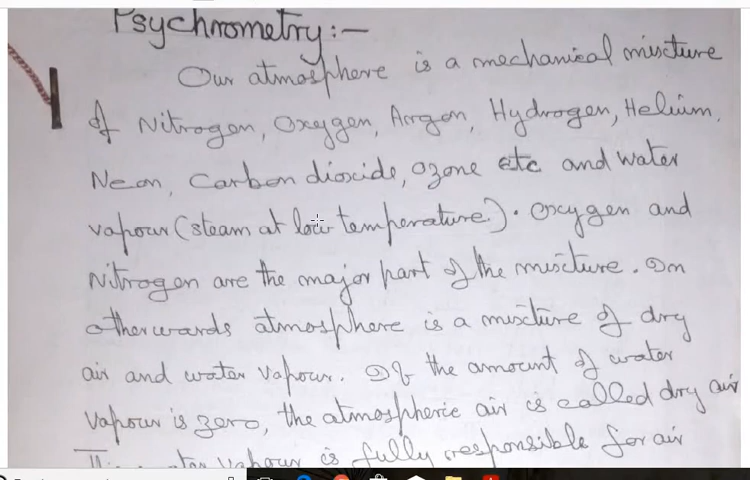 Psychrometry:-
Our atmosphere is a mechanical mixture
of Nitrogen, Oxygen, Argon, Hydrogen, Helium,
Neon, Carbon dioxide, ozone etc and water
vapour (steam at low temperature). Oxygen and
Nitrogen are the major part of the mixture. In
otherwards atmosphere is a mixture of dry
air and water vapour. If the amount of water
vapour is zero, the atmospheric air is called dry air
vapour is fully responsible for air